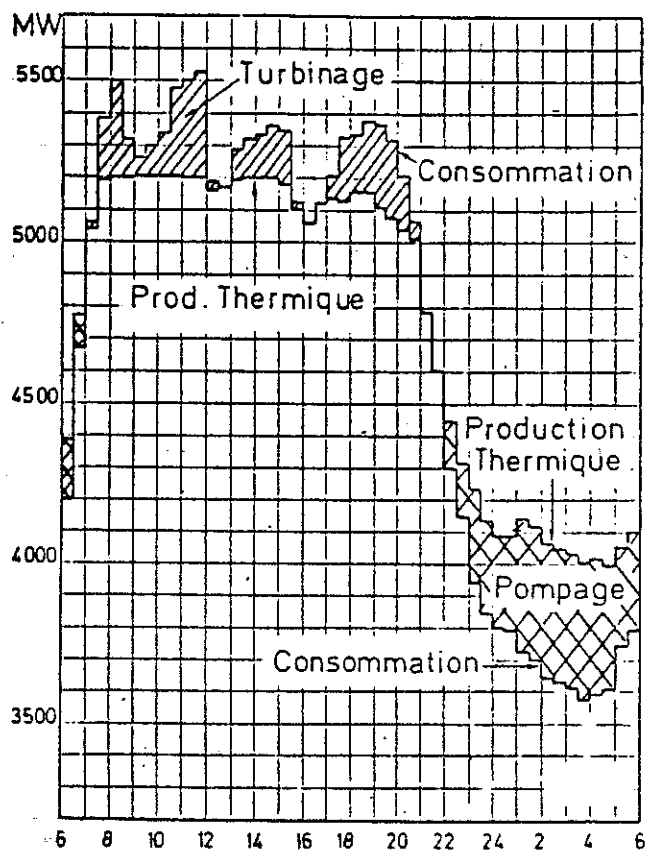 MW
5500
Turbinage
Consommation
5000
Prod. Thermique
4500
Production
Thermique
4000
Pompage
Consommation
3500
6 8 10 12 14 16 18 20 22 24 2 4 6